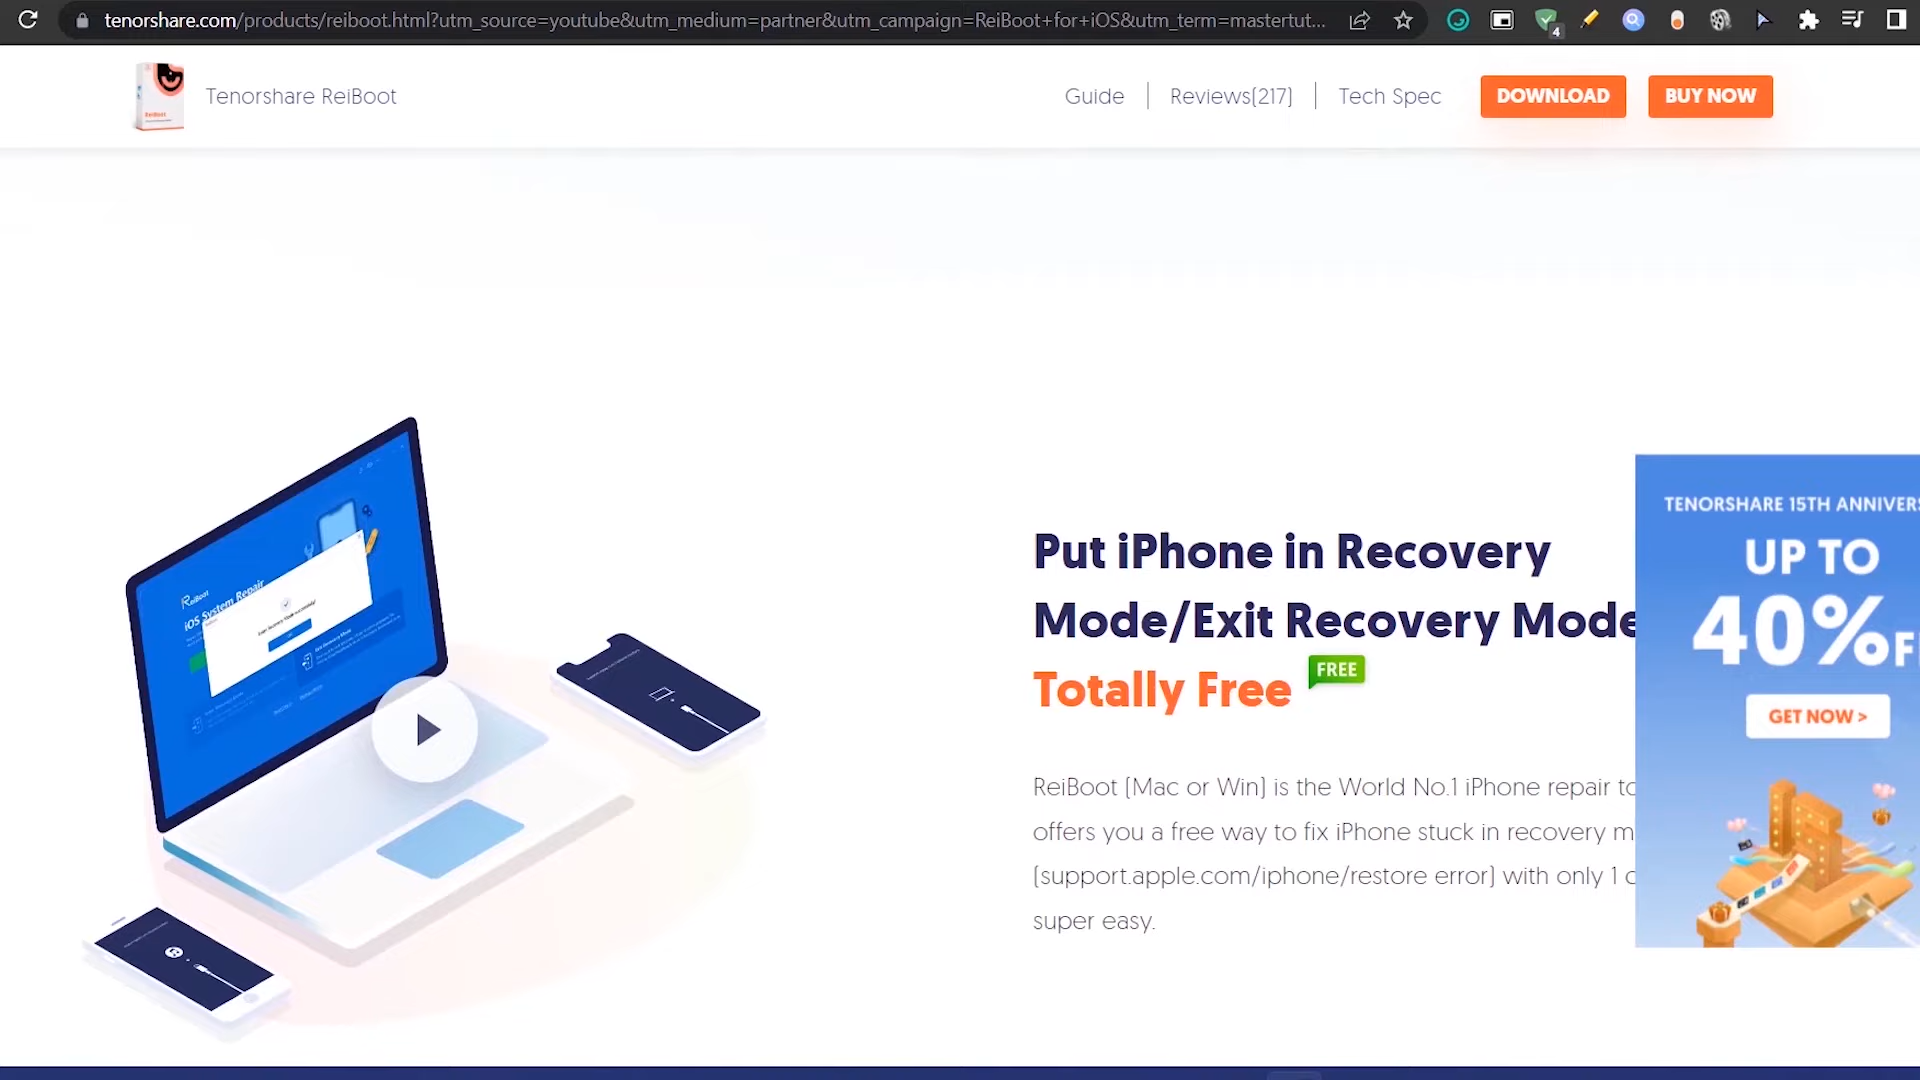 tenorshare.com/products/reiboot.html?utm_source=youtube&utm_medium=partner&utm_campaign=ReiBoot+for+iOS&utm_term=mastertut...
4
Tenorshare ReiBoot
Guide
Reviews(217)
Tech Spec
DOWNLOAD
BUY NOW
ReiBoot
iOS System Repair
Put iPhone in Recovery
Mode/Exit Recovery Mode
Totally Free
FREE
ReiBoot (Mac or Win) is the World No.1 iPhone repair to
offers you a free way to fix iPhone stuck in recovery m
(support.apple.com/iphone/restore error) with only 1 c
super easy.
TENORSHARE 15TH ANNIVERS
UP TO
40%
GET NOW >